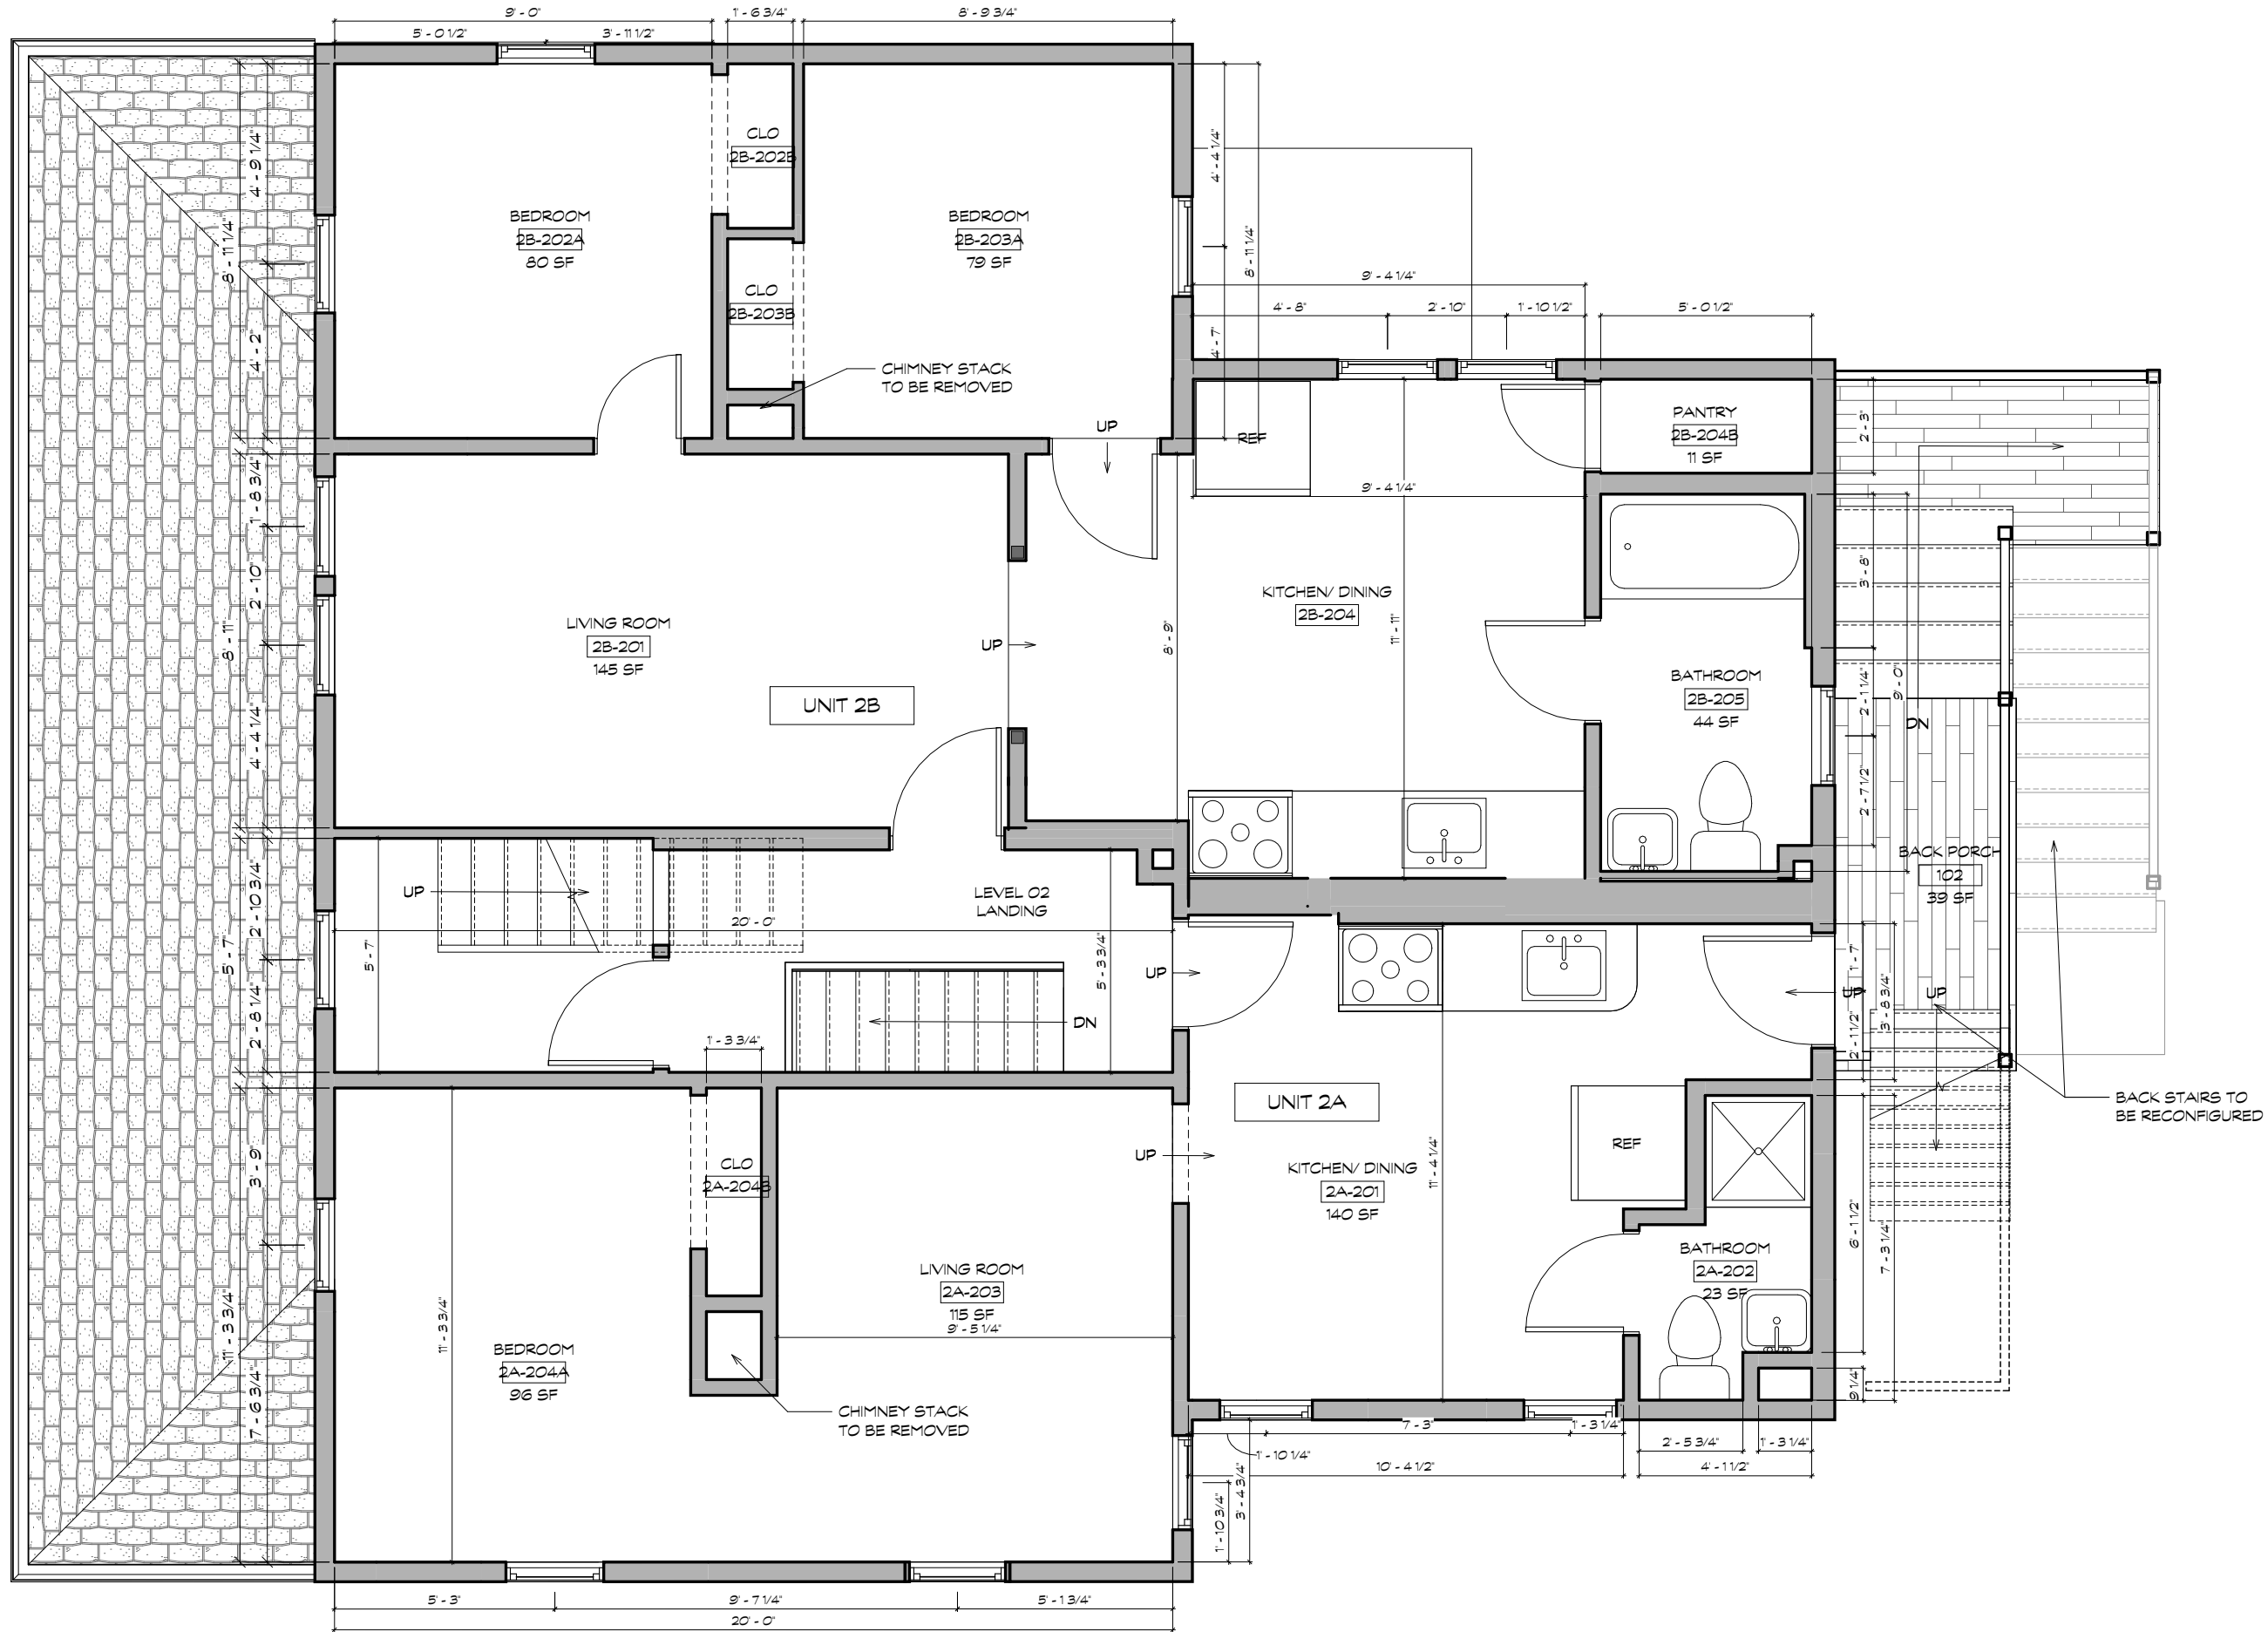 9' - 0"
1' - 6 3/4"
8' - 9 3/4"
5' - 0 1/2"
3' - 11 1/2"
CLO
2B-202B
4' - 9 1/4"
4' - 4 1/4"
BEDROOM
2B-202A
80 SF
BEDROOM
2B-203A
79 SF
8' - 11 1/4"
8' - 11 1/4"
9' - 4 1/4"
CLO
2B-203B
4' - 8"
2' - 10"
1' - 10 1/2"
5' - 0 1/2"
4' - 2"
4' - 7"
CHIMNEY STACK
TO BE REMOVED
PANTRY
2B-204B
11 SF
2' - 3"
UP
REF
1' - 8 3/4"
9' - 4 1/4"
2' - 10"
3' - 8"
KITCHEN/ DINING
2B-204
LIVING ROOM
2B-201
145 SF
8' - 11"
UP
8' - 9"
11' - 11"
BATHROOM
2B-205
44 SF
2' - 1 1/4"
9' - 0"
UNIT 2B
DN
4' - 4 1/4"
2' - 7 1/2"
BACK PORCH
102
39 SF
UP
LEVEL 02
LANDING
2' - 10 3/4"
20' - 0"
5' - 7"
5' - 7"
5' - 3 3/4"
UP
1' - 7"
UP
UP
2' - 8 1/4"
DN
3' - 8 3/4"
2' - 1 1/2"
1' - 3 3/4"
UNIT 2A
BACK STAIRS TO
BE RECONFIGURED
REF
UP
3' - 9"
CLO
2A-204B
KITCHEN/ DINING
2A-201
140 SF
11' - 4 1/4"
6' - 1 1/2"
7' - 3 1/4"
BATHROOM
2A-202
23 SF
LIVING ROOM
2A-203
115 SF
9' - 5 1/4"
11' - 3 3/4"
11' - 3 3/4"
BEDROOM
2A-204A
96 SF
9 1/4"
7' - 6 3/4"
CHIMNEY STACK
TO BE REMOVED
7' - 3"
1' - 3 1/4"
2' - 5 3/4"
1' - 3 1/4"
1' - 10 1/4"
10' - 4 1/2"
4' - 1 1/2"
3' - 4 3/4"
1' - 10 3/4"
5' - 3"
9' - 7 1/4"
5' - 1 3/4"
20' - 0"